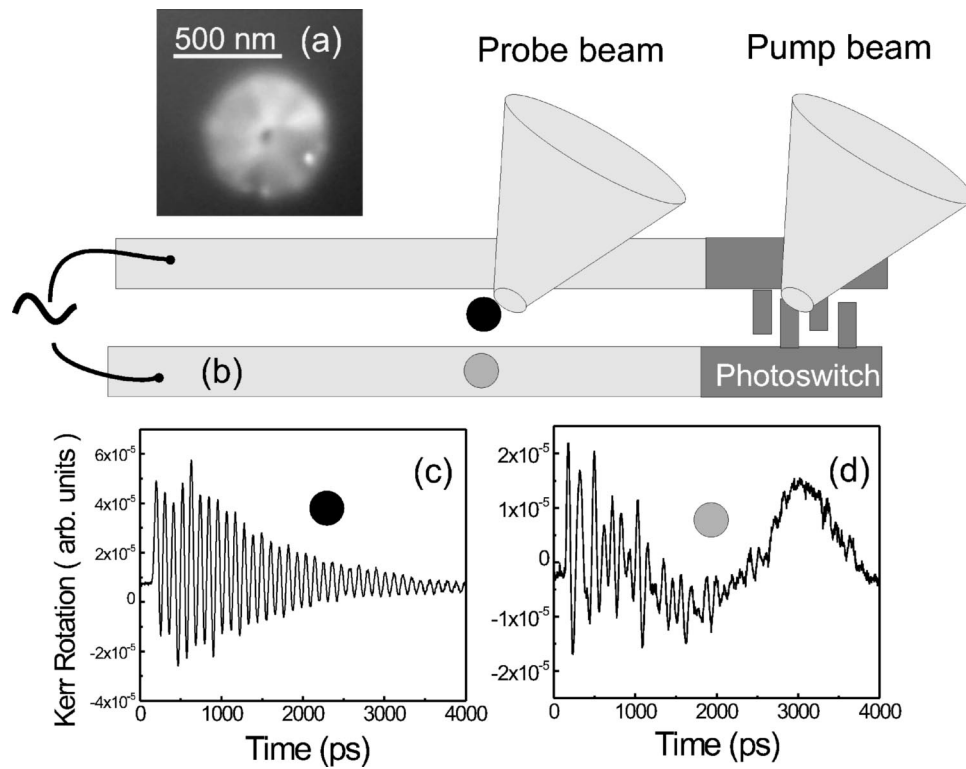 500 nm (a)
Probe beam
Pump beam
(b)
Photoswitch
Kerr Rotation ( arb. units )
6x10⁻⁵
4x10⁻⁵
2x10⁻⁵
0
-2x10⁻⁵
-4x10⁻⁵
(c)
0 1000 2000 3000 4000
Time (ps)
2x10⁻⁵
1x10⁻⁵
0
-1x10⁻⁵
-2x10⁻⁵
(d)
0 1000 2000 3000 4000
Time (ps)